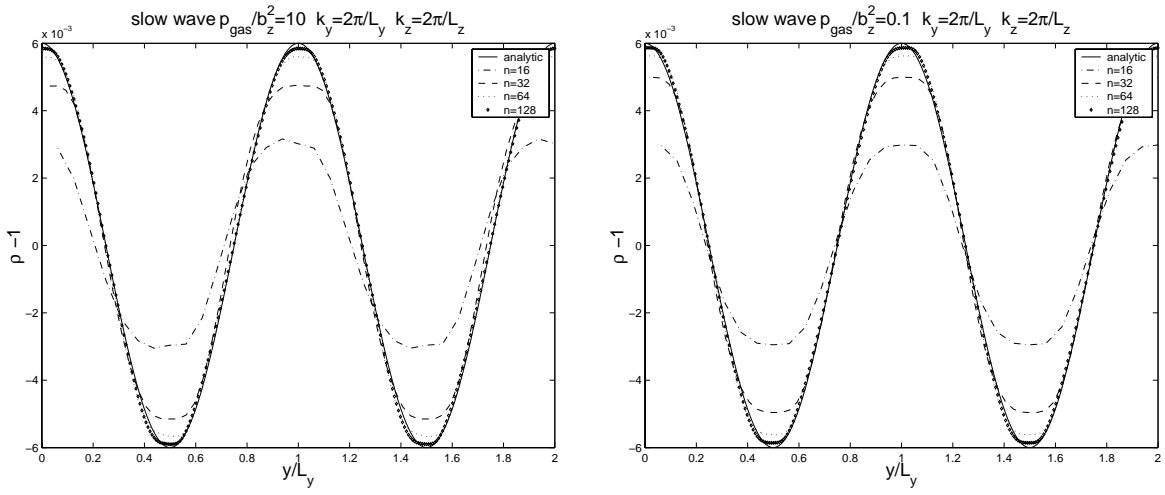 slow wave p_gas/b_z^2=10 k_y=2π/L_y k_z=2π/L_z
x 10^-3
6
4
2
0
−2
−4
−6
ρ −1
0 0.2 0.4 0.6 0.8 1 1.2 1.4 1.6 1.8 2
y/L_y
analytic
n=16
n=32
n=64
n=128
slow wave p_gas/b_z^2=0.1 k_y=2π/L_y k_z=2π/L_z
x 10^-3
6
4
2
0
−2
−4
−6
ρ −1
0 0.2 0.4 0.6 0.8 1 1.2 1.4 1.6 1.8 2
y/L_y
analytic
n=16
n=32
n=64
n=128